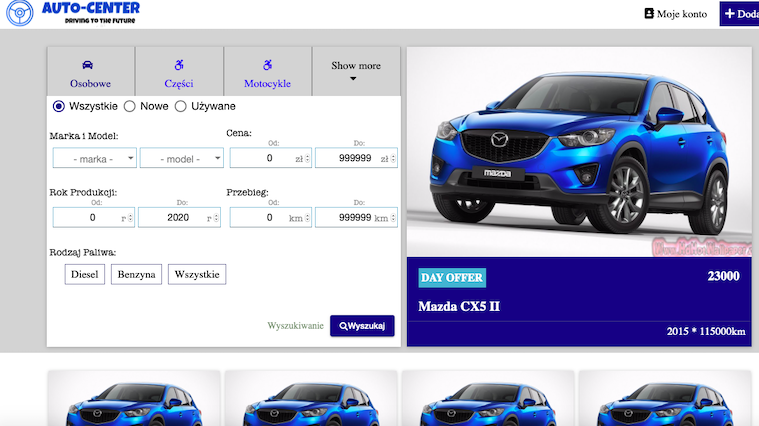 AUTO-CENTER
DRIVING TO THE FUTURE
Moje konto
+ Doda
Osobowe
Części
Motocykle
Show more
Wszystkie
Nowe
Używane
Marka i Model:
Cena:
Od:
Do:
- marka -
- model -
0 zł
999999 zł
Rok Produkcji:
Przebieg:
Od:
Do:
Od:
Do:
0 r
2020 r
0 km
999999 km
Rodzaj Paliwa:
Diesel
Benzyna
Wszystkie
Wyszukiwanie
Wyszukaj
mazda
DAY OFFER
23000
Mazda CX5 II
2015 * 115000km